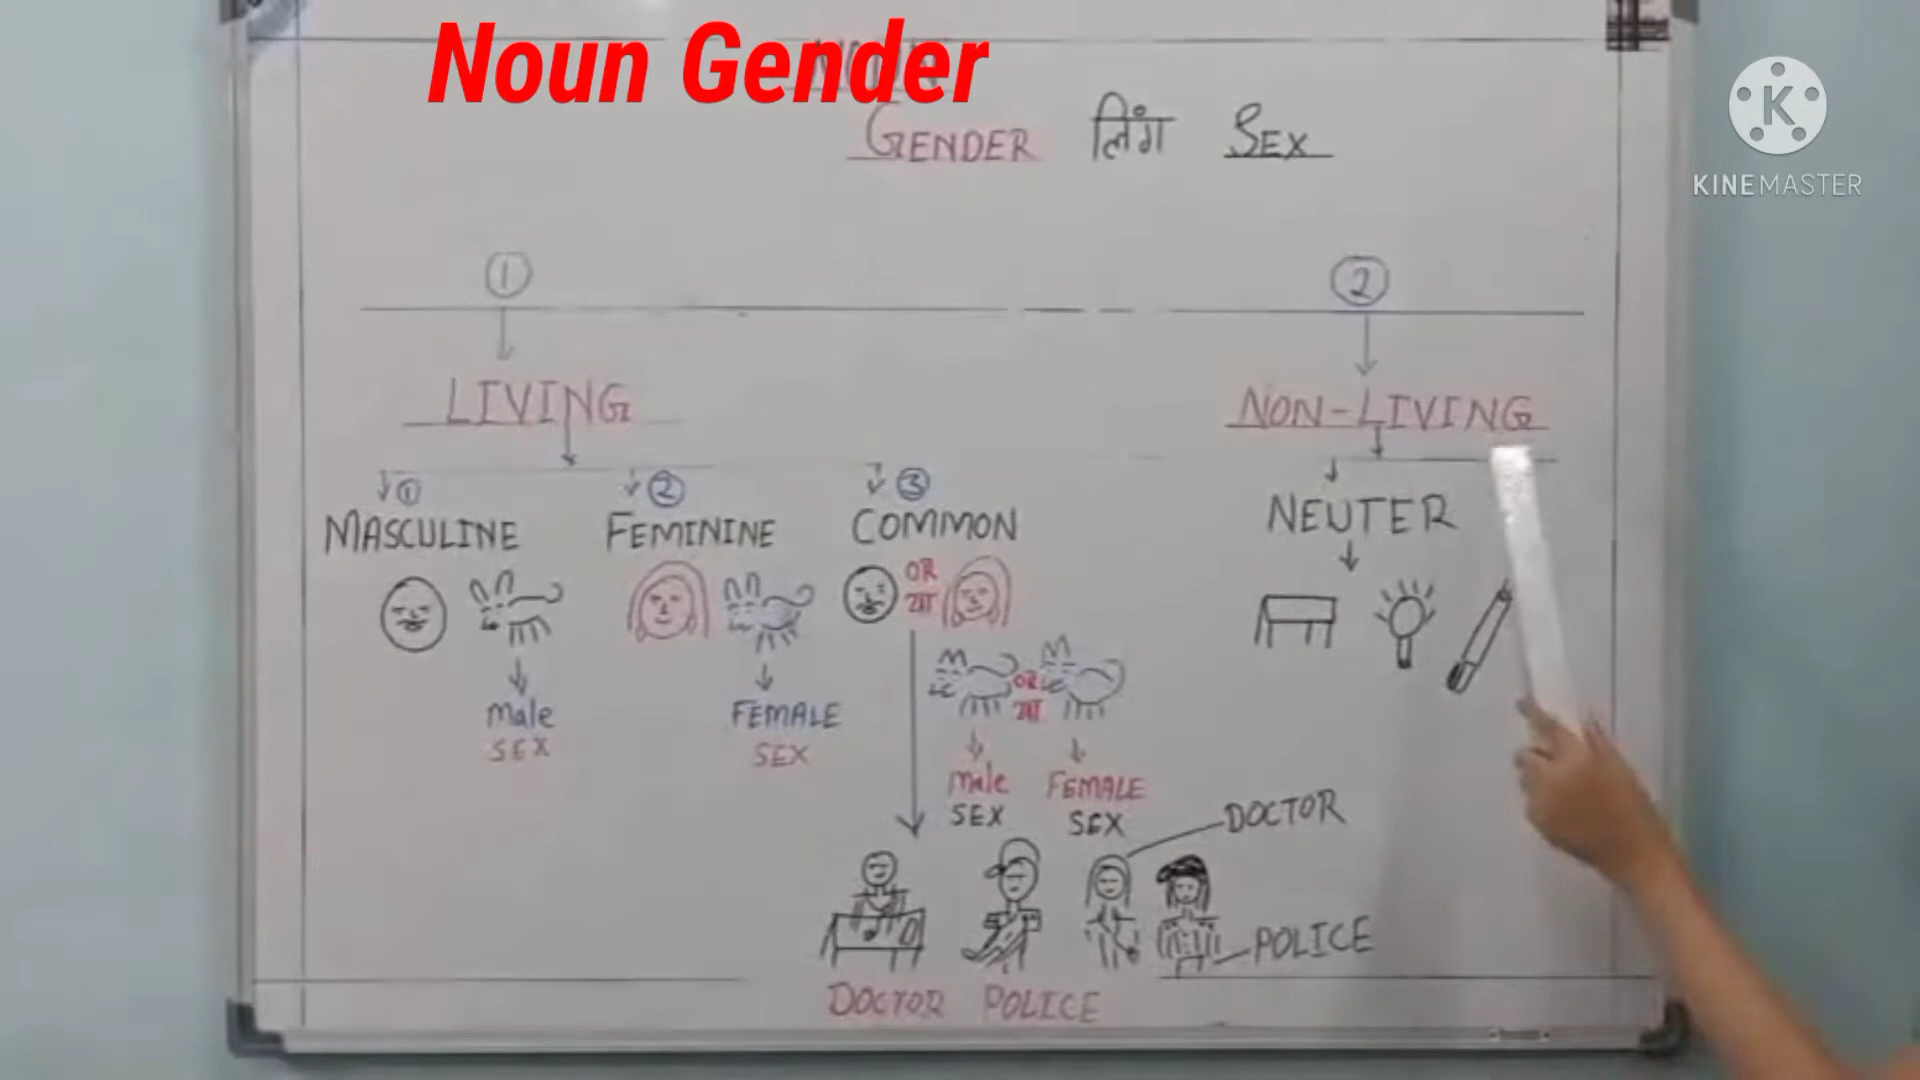 Noun Gender
GENDER लिंग SEX
K
KINEMASTER
① ②
LIVING NON-LIVING
① ② ③
MASCULINE FEMININE COMMON NEUTER
OR
OR
Male FEMALE
SEX SEX
Male FEMALE
SEX SEX
DOCTOR
POLICE
DOCTOR POLICE